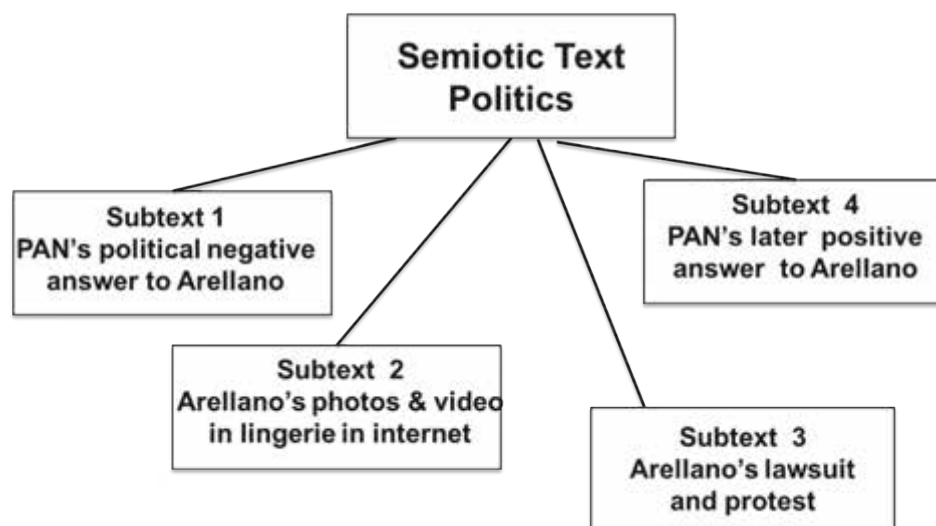 Semiotic Text
Politics
Subtext 1
PAN's political negative
answer to Arellano
Subtext 2
Arellano's photos & video
in lingerie in internet
Subtext 3
Arellano's lawsuit
and protest
Subtext 4
PAN's later positive
answer to Arellano